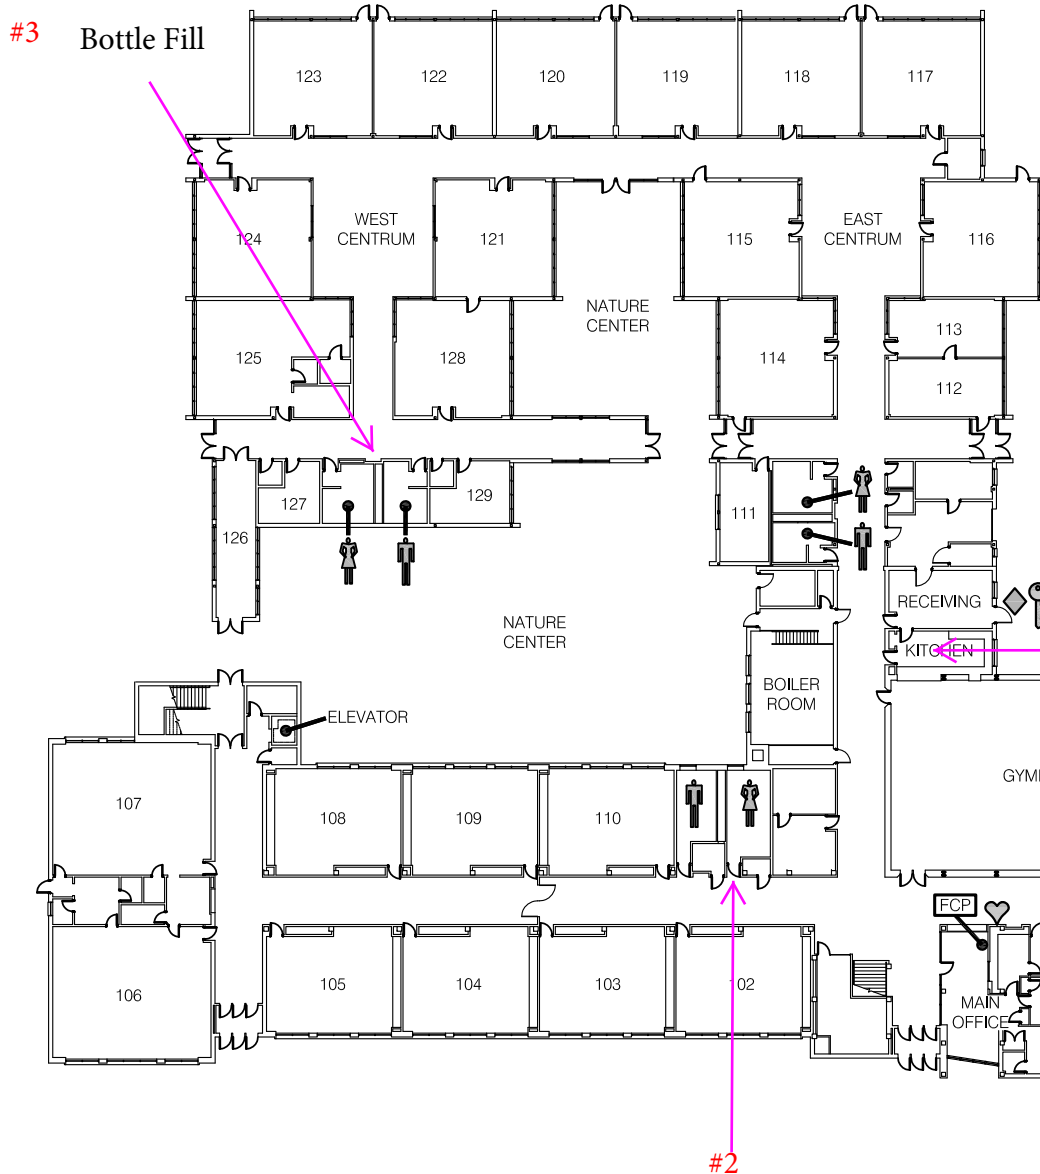 #3 Bottle Fill
123 122 120 119 118 117
WEST
CENTRUM
EAST
CENTRUM
124 121 115 116
NATURE
CENTER
113
125 128 114
112
127 129 111
126
RECEIVING
NATURE
CENTER
KITCHEN
BOILER
ROOM
ELEVATOR
GYM
107
108 109 110
FCP
105 104 103 102
106
MAIN
OFFICE
#2